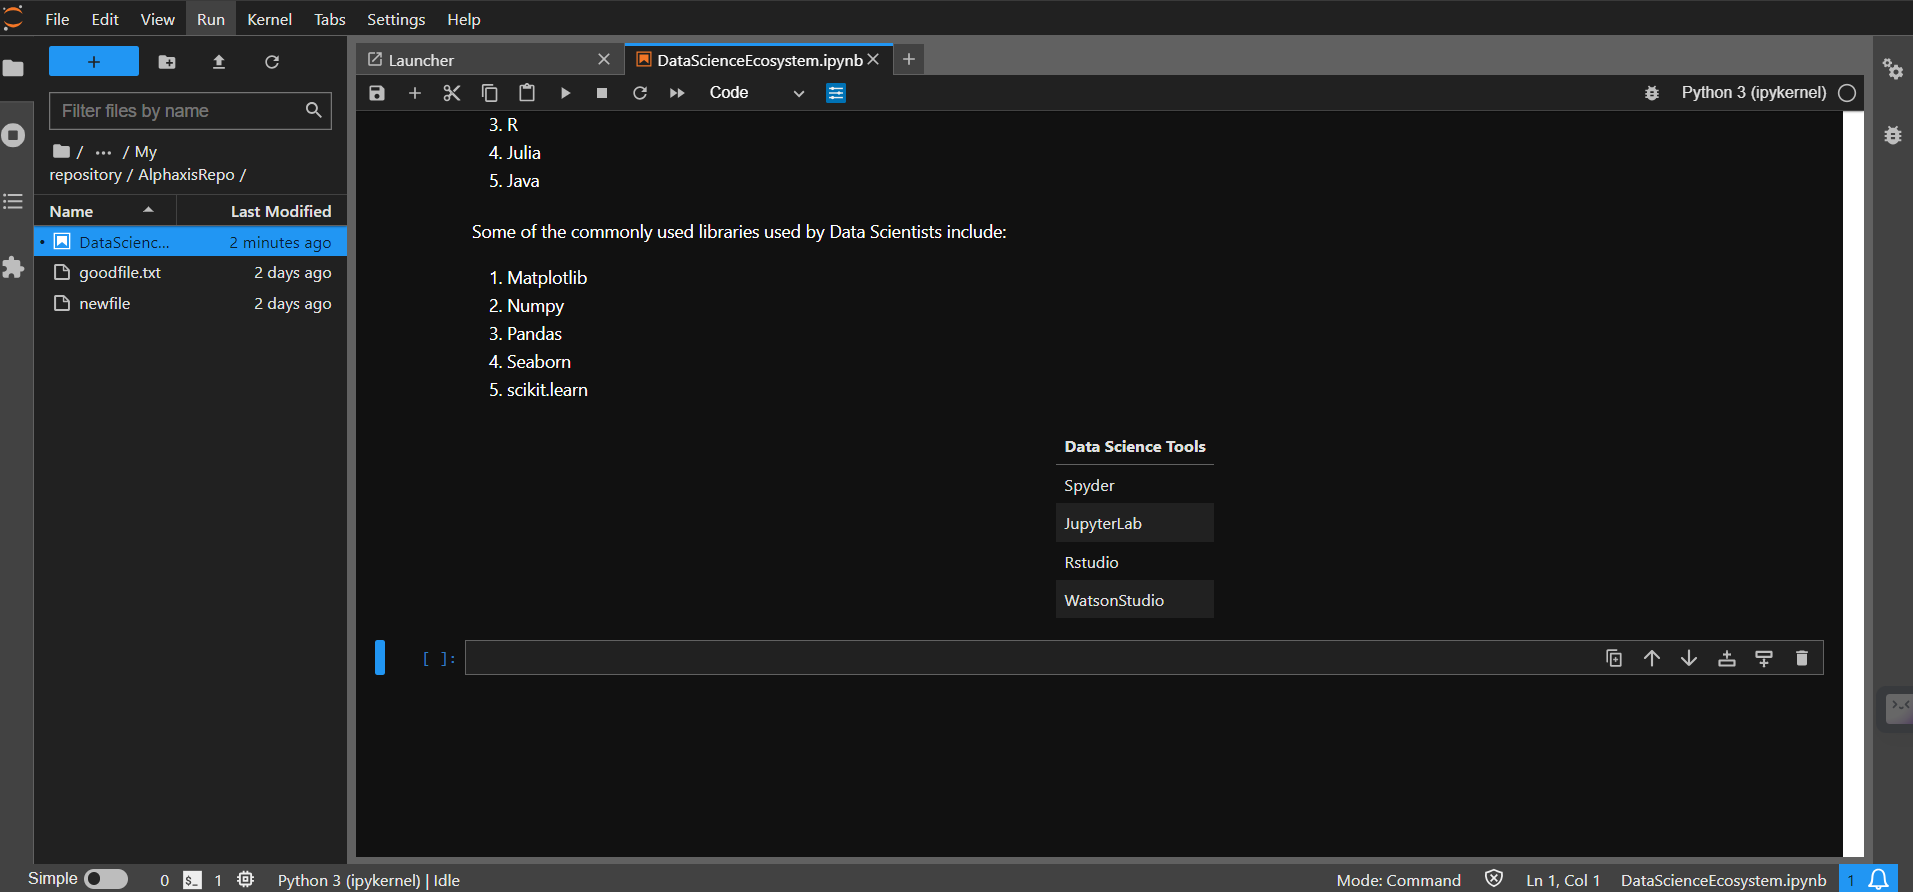 File Edit View Run Kernel Tabs Settings Help
+
Filter files by name
/ ... / My
repository / AlphaxisRepo /
Name Last Modified
DataScienc... 2 minutes ago
goodfile.txt 2 days ago
newfile 2 days ago
Launcher
DataScienceEcosystem.ipynb
Code
Python 3 (ipykernel)
3. R
4. Julia
5. Java
Some of the commonly used libraries used by Data Scientists include:
1. Matplotlib
2. Numpy
3. Pandas
4. Seaborn
5. scikit.learn
Data Science Tools
Spyder
JupyterLab
Rstudio
WatsonStudio
[ ]:
Simple 0 $_ 1 Python 3 (ipykernel) | Idle
Mode: Command Ln 1, Col 1 DataScienceEcosystem.ipynb 1